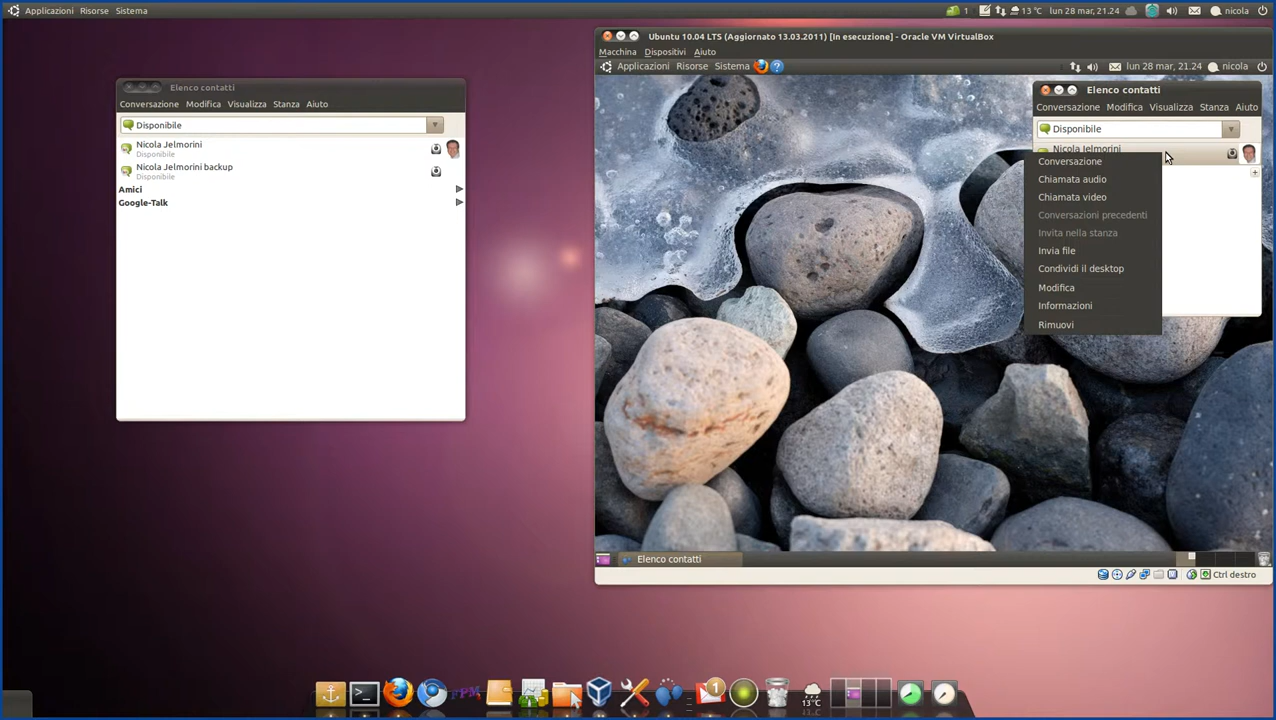 Applicazioni Risorse Sistema
1 13 °C lun 28 mar, 21.24 nicola
Elenco contatti
Conversazione Modifica Visualizza Stanza Aiuto
Disponibile
Nicola Jelmorini
Disponibile
Nicola Jelmorini backup
Disponibile
Amici
Google-Talk
Ubuntu 10.04 LTS (Aggiornato 13.03.2011) [In esecuzione] - Oracle VM VirtualBox
Macchina Dispositivi Aiuto
Applicazioni Risorse Sistema ? lun 28 mar, 21.24 nicola
Elenco contatti
Conversazione Modifica Visualizza Stanza Aiuto
Disponibile
Nicola Jelmorini
Conversazione
Chiamata audio
Chiamata video
Conversazioni precedenti
Invita nella stanza
Invia file
Condividi il desktop
Modifica
Informazioni
Rimuovi
Elenco contatti
Ctrl destro
1
13°C